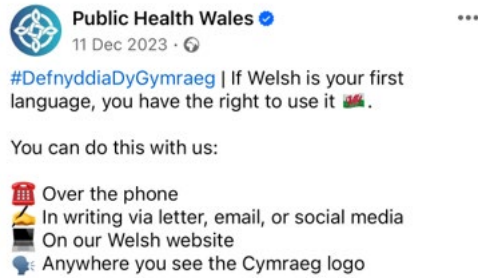 Public Health Wales
11 Dec 2023 ·
#DefnyddiaDyGymraeg | If Welsh is your first
language, you have the right to use it 🏴󠁧󠁢󠁷󠁬󠁳󠁿.
You can do this with us:
☎️ Over the phone
✍️ In writing via letter, email, or social media
💻 On our Welsh website
🗣️ Anywhere you see the Cymraeg logo